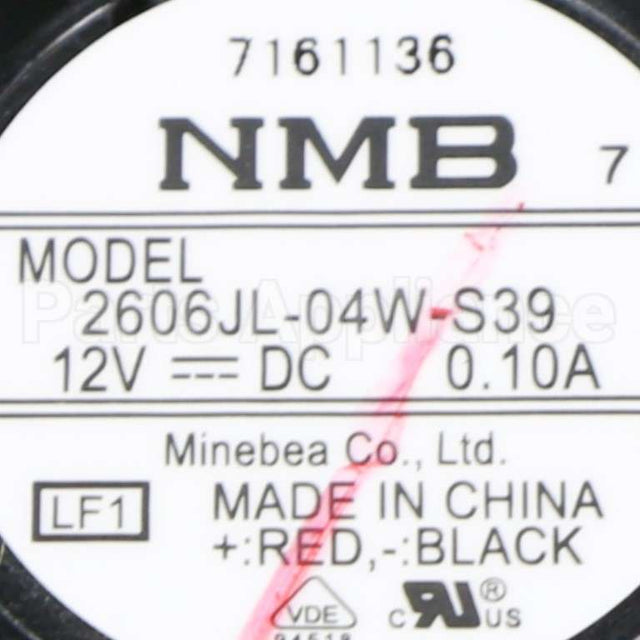 7161136
NMB 7
MODEL
2606JL-04W-S39
12V ⎓ DC 0.10A
Minebea Co., Ltd.
LF1
MADE IN CHINA
+:RED,-:BLACK
VDE c RU ® US